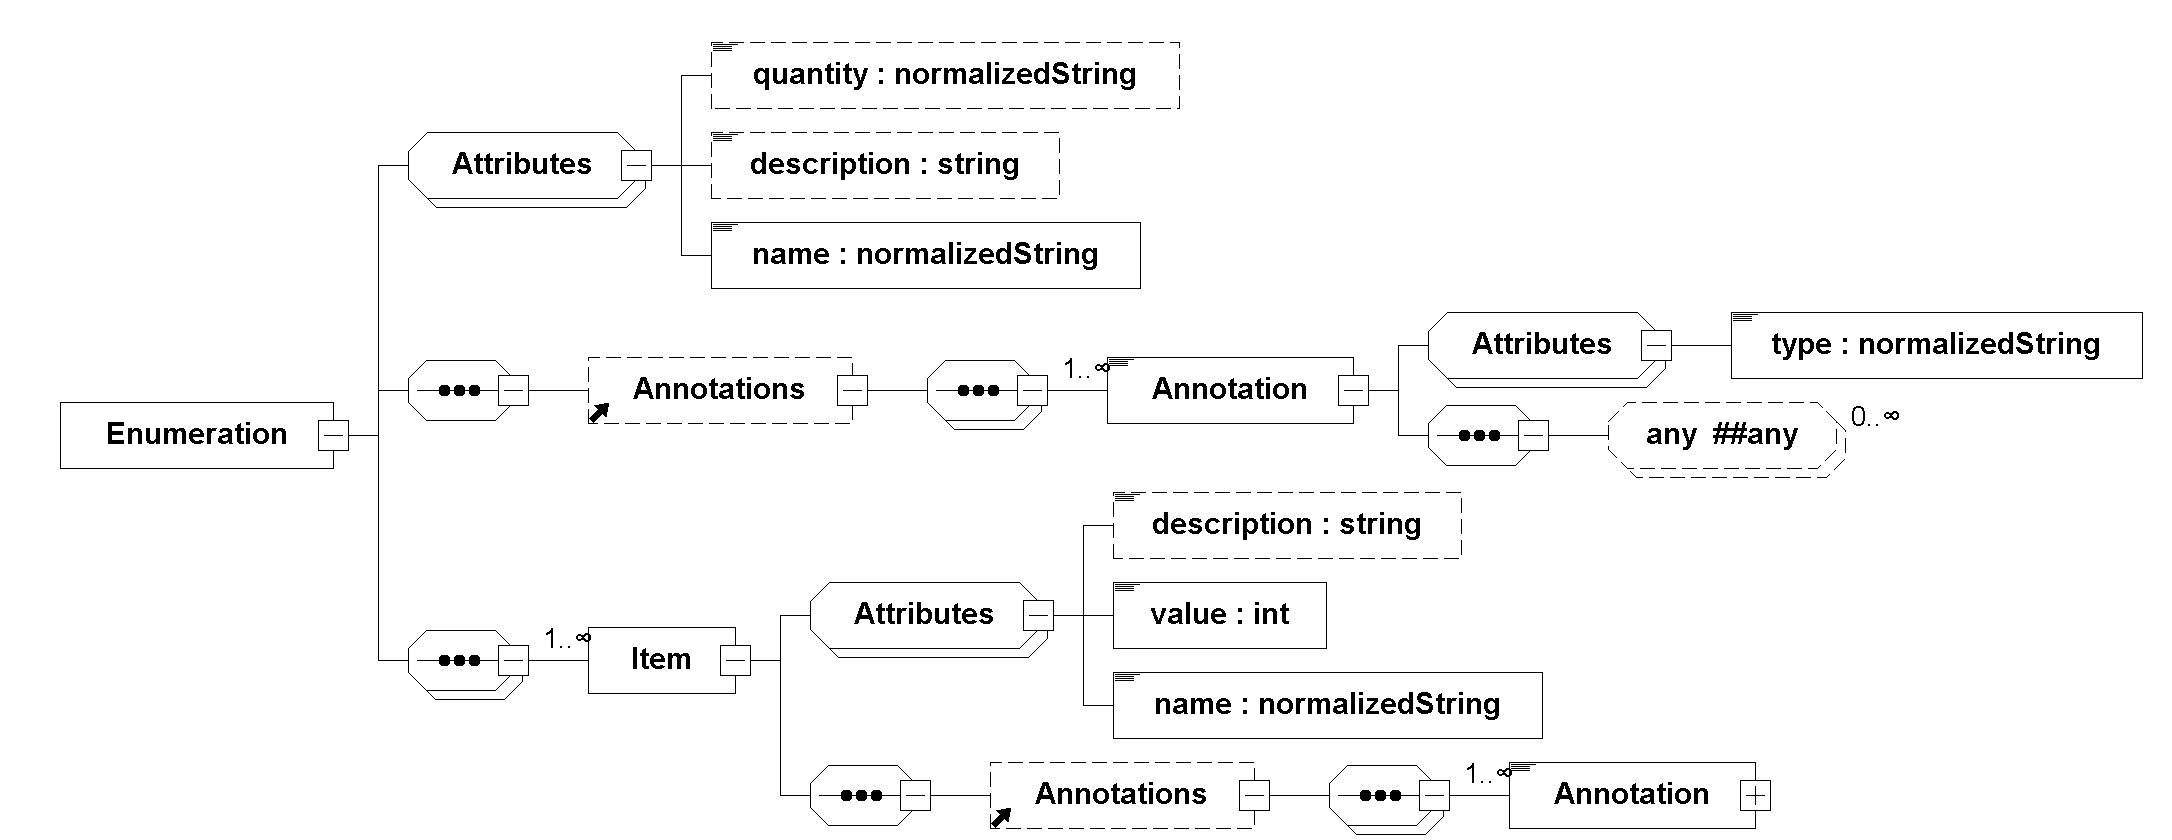 quantity : normalizedString
Attributes
description : string
name : normalizedString
Attributes
type : normalizedString
1..∞
Annotations
Annotation
Enumeration
any ##any
0..∞
description : string
Attributes
value : int
1..∞
Item
name : normalizedString
Annotations
1..∞
Annotation